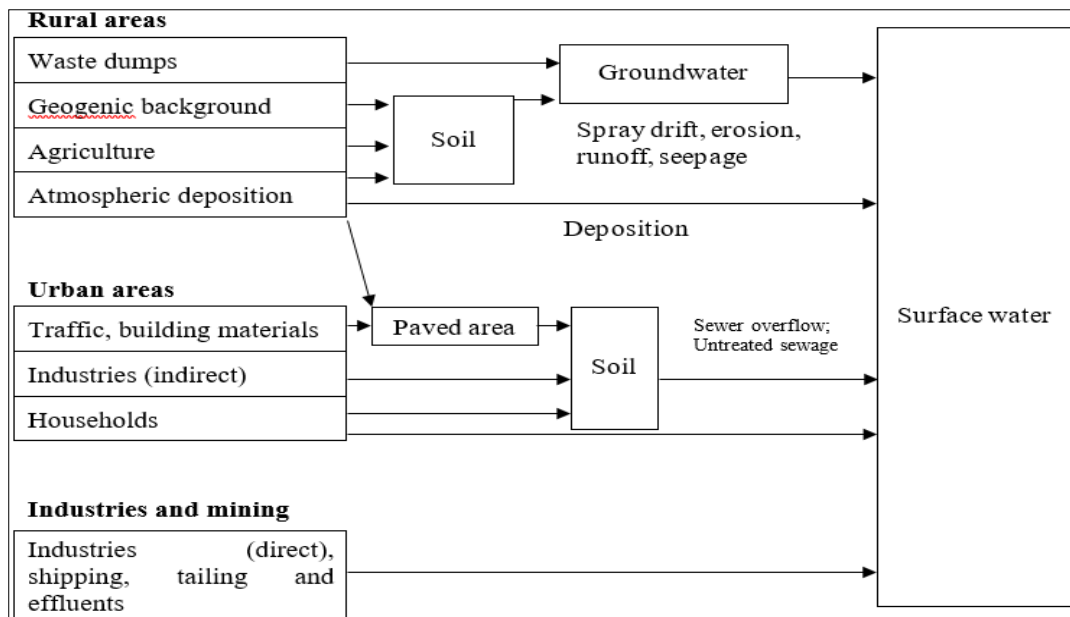 Rural areas
Waste dumps
Geogenic background
Agriculture
Atmospheric deposition
Soil
Groundwater
Spray drift, erosion,
runoff, seepage
Deposition
Urban areas
Traffic, building materials
Industries (indirect)
Households
Paved area
Soil
Sewer overflow;
Untreated sewage
Surface water
Industries and mining
Industries (direct),
shipping, tailing and
effluents